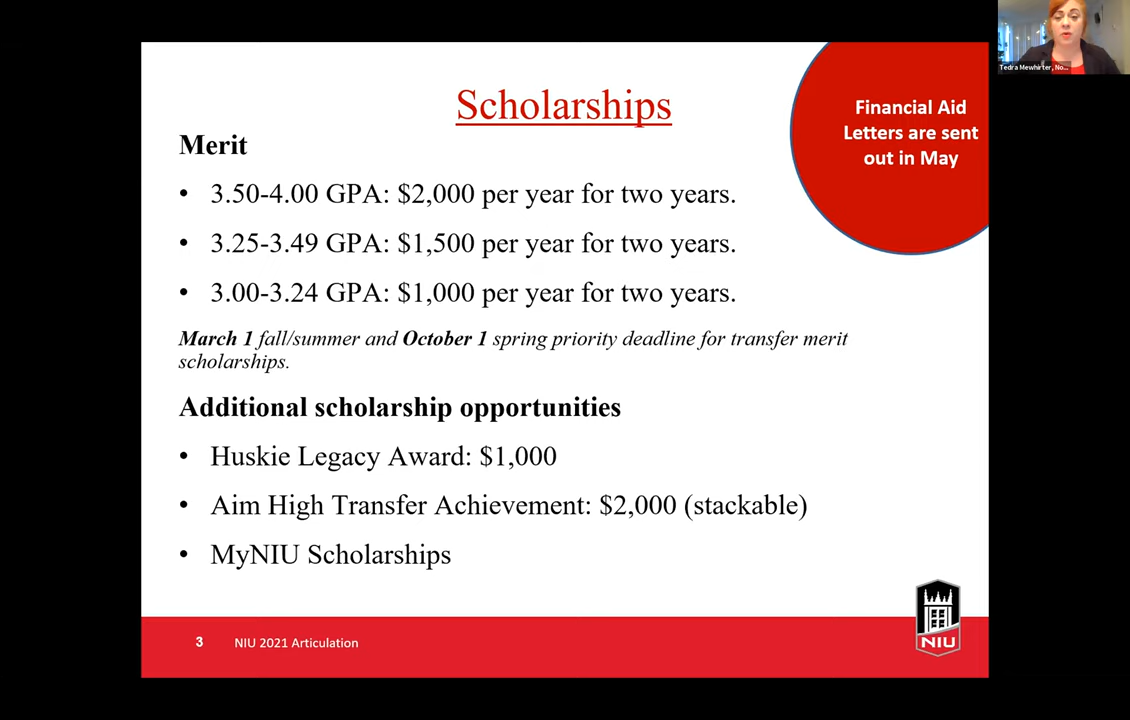 Scholarships
Merit
• 3.50-4.00 GPA: $2,000 per year for two years.
• 3.25-3.49 GPA: $1,500 per year for two years.
• 3.00-3.24 GPA: $1,000 per year for two years.
March 1 fall/summer and October 1 spring priority deadline for transfer merit
scholarships.
Additional scholarship opportunities
• Huskie Legacy Award: $1,000
• Aim High Transfer Achievement: $2,000 (stackable)
• MyNIU Scholarships
Financial Aid
Letters are sent
out in May
Tedra Mewhirter, No...
3 NIU 2021 Articulation
NIU